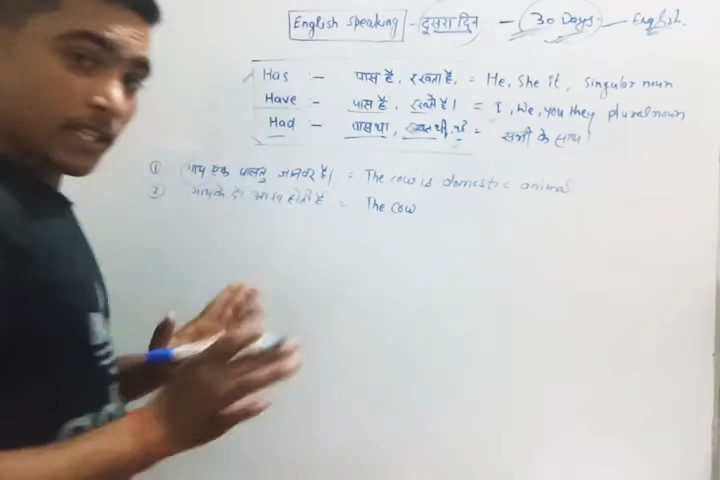 English speaking - दूसरा दिन - 30 Days - English.
Has :- पास है, रखता है, = He, She it, Singular noun
Have :- पास है, रखते है। = I, We, you they plural noun
Had :- पास था, थी, थे = सभी के साथ
① गाय एक पालतु जानवर है। = The cow is domestic animal
② गाय के दो आँख होती है = The cow